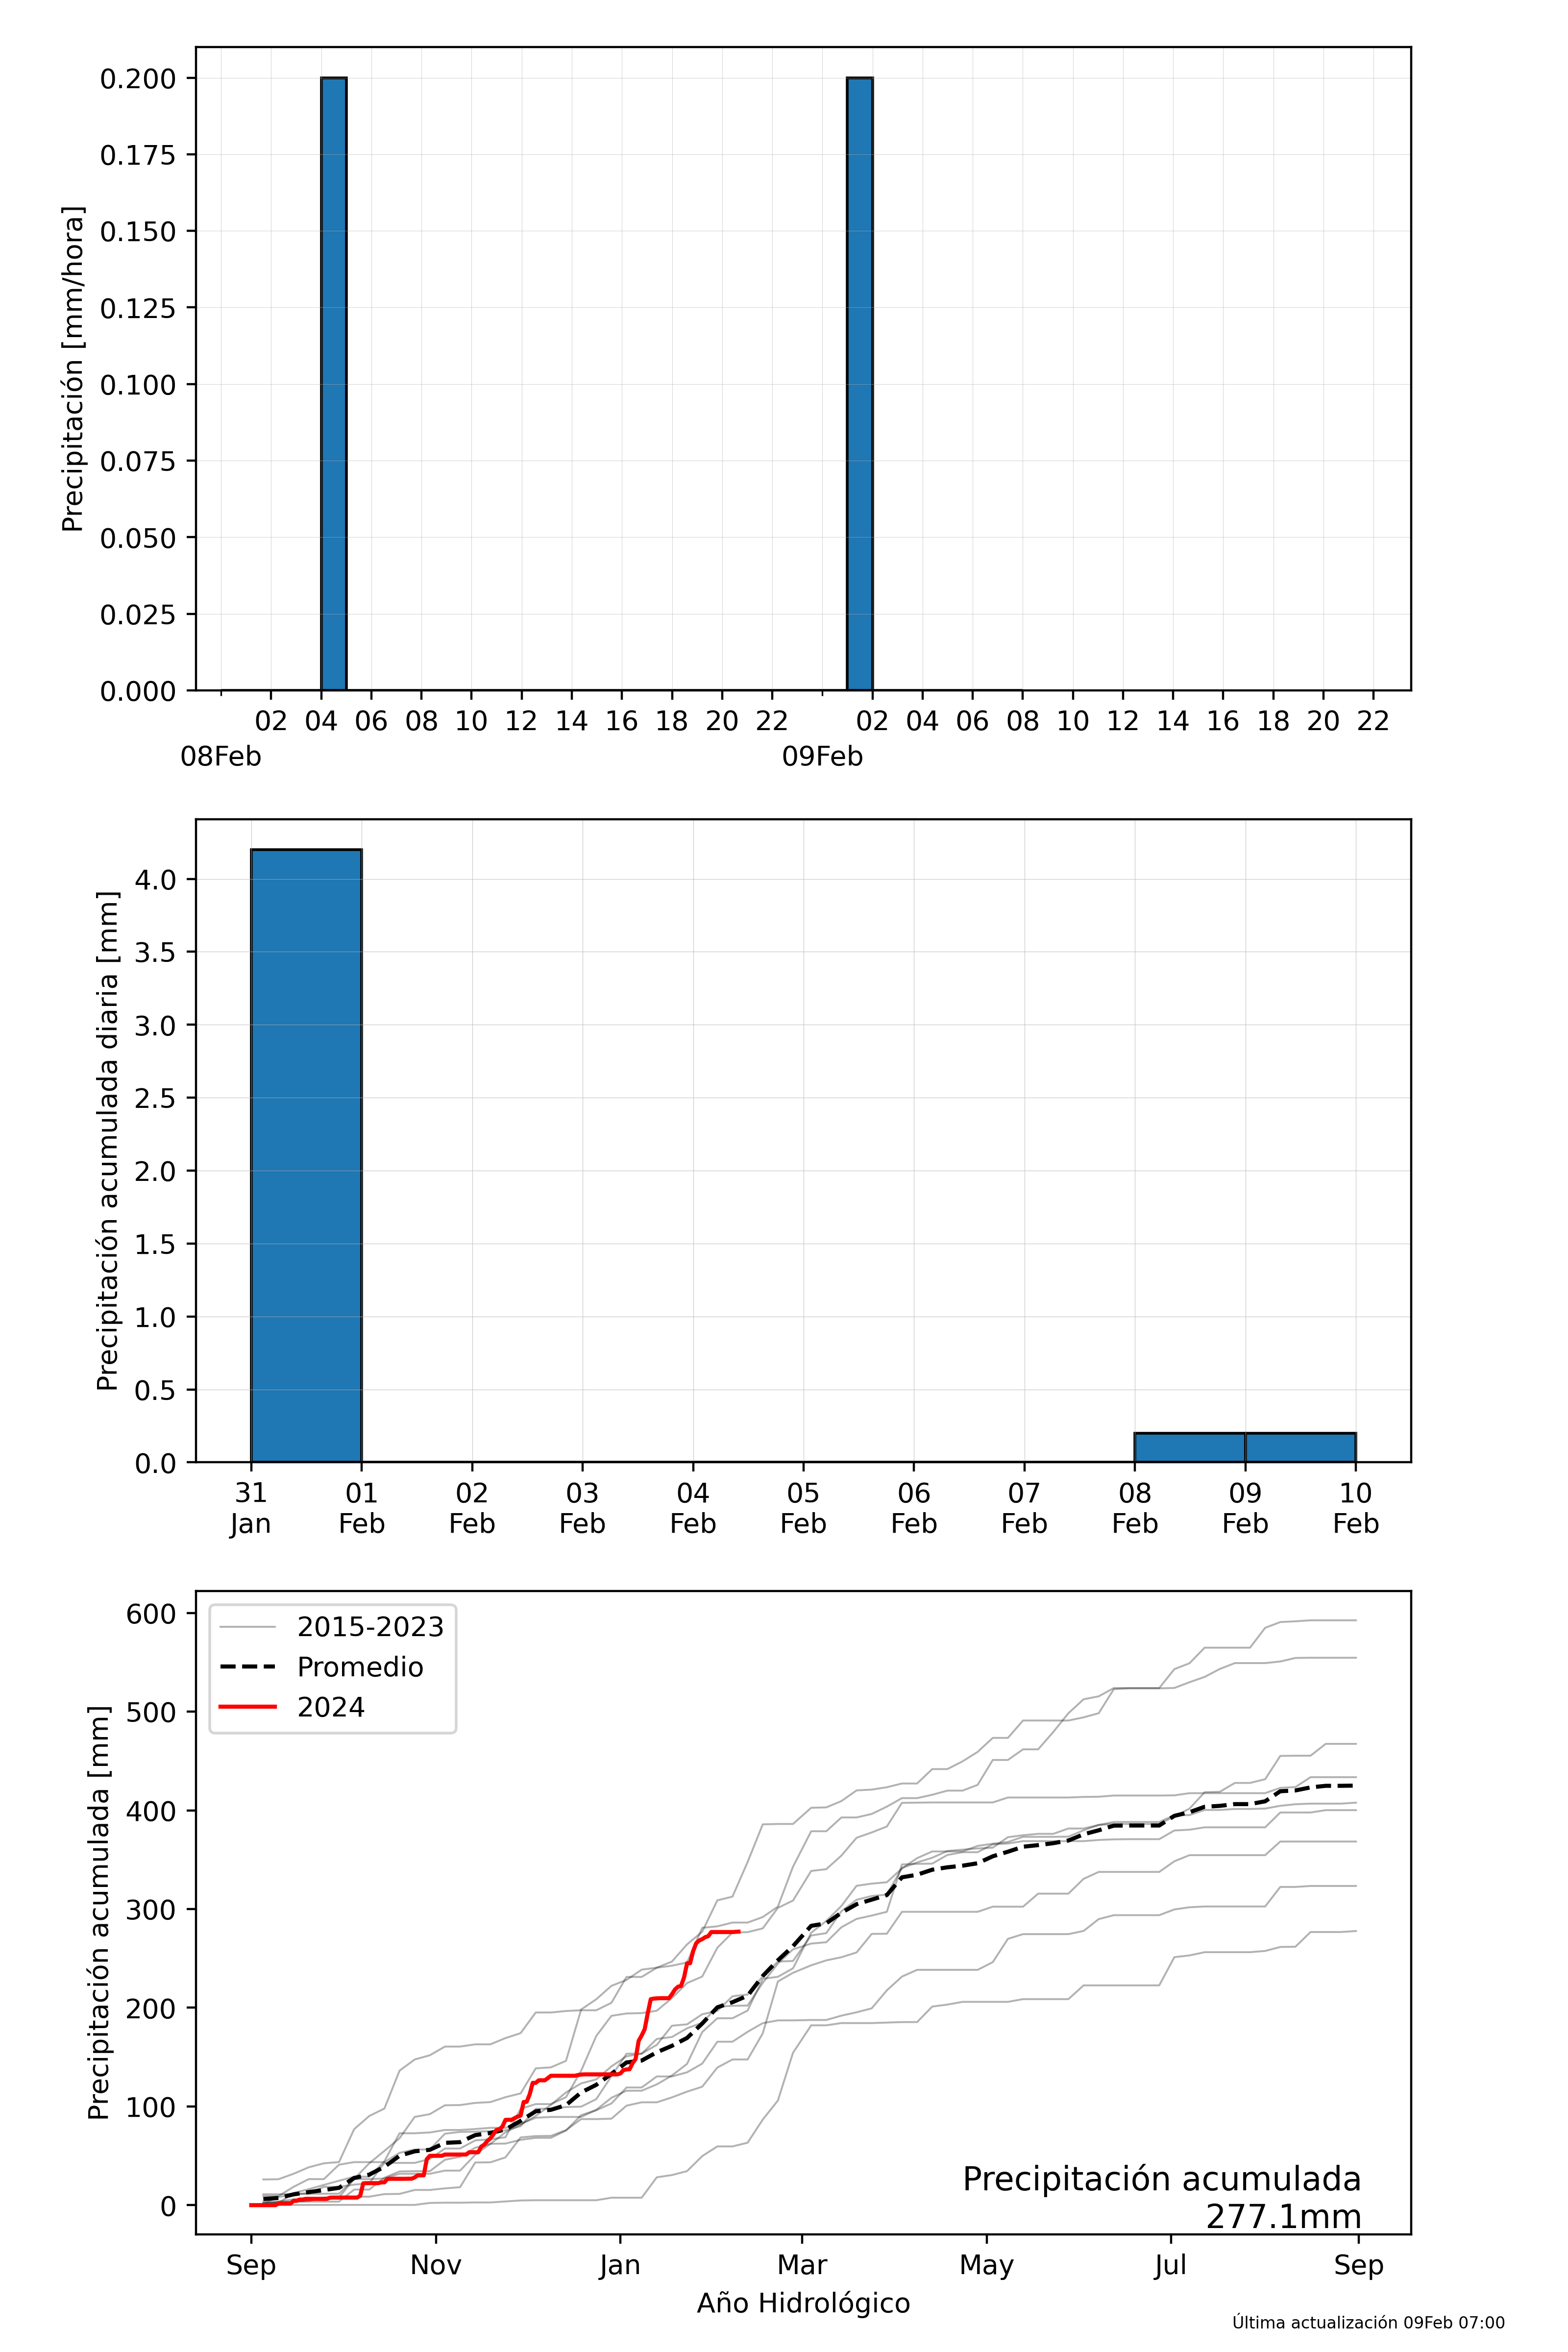 0.200
0.175
0.150
0.125
0.100
0.075
0.050
0.025
0.000
Precipitación [mm/hora]
02 04 06 08 10 12 14 16 18 20 22 02 04 06 08 10 12 14 16 18 20 22
08Feb 09Feb
4.0
3.5
3.0
2.5
2.0
1.5
1.0
0.5
0.0
Precipitación acumulada diaria [mm]
31 01 02 03 04 05 06 07 08 09 10
Jan Feb Feb Feb Feb Feb Feb Feb Feb Feb Feb
600
500
400
300
200
100
0
Precipitación acumulada [mm]
2015-2023
Promedio
2024
Precipitación acumulada
277.1mm
Sep Nov Jan Mar May Jul Sep
Año Hidrológico
Última actualización 09Feb 07:00